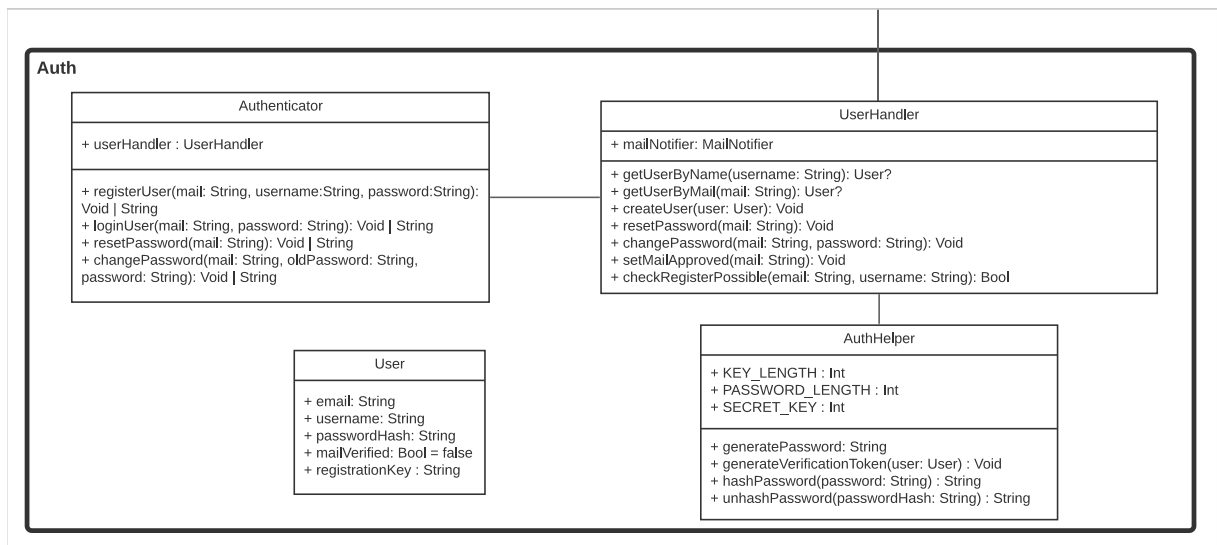 Auth
Authenticator
+ userHandler : UserHandler
+ registerUser(mail: String, username:String, password:String):
Void | String
+ loginUser(mail: String, password: String): Void | String
+ resetPassword(mail: String): Void | String
+ changePassword(mail: String, oldPassword: String,
password: String): Void | String
UserHandler
+ mailNotifier: MailNotifier
+ getUserByName(username: String): User?
+ getUserByMail(mail: String): User?
+ createUser(user: User): Void
+ resetPassword(mail: String): Void
+ changePassword(mail: String, password: String): Void
+ setMailApproved(mail: String): Void
+ checkRegisterPossible(email: String, username: String): Bool
User
+ email: String
+ username: String
+ passwordHash: String
+ mailVerified: Bool = false
+ registrationKey : String
AuthHelper
+ KEY_LENGTH : Int
+ PASSWORD_LENGTH : Int
+ SECRET_KEY : Int
+ generatePassword: String
+ generateVerificationToken(user: User) : Void
+ hashPassword(password: String) : String
+ unhashPassword(passwordHash: String) : String